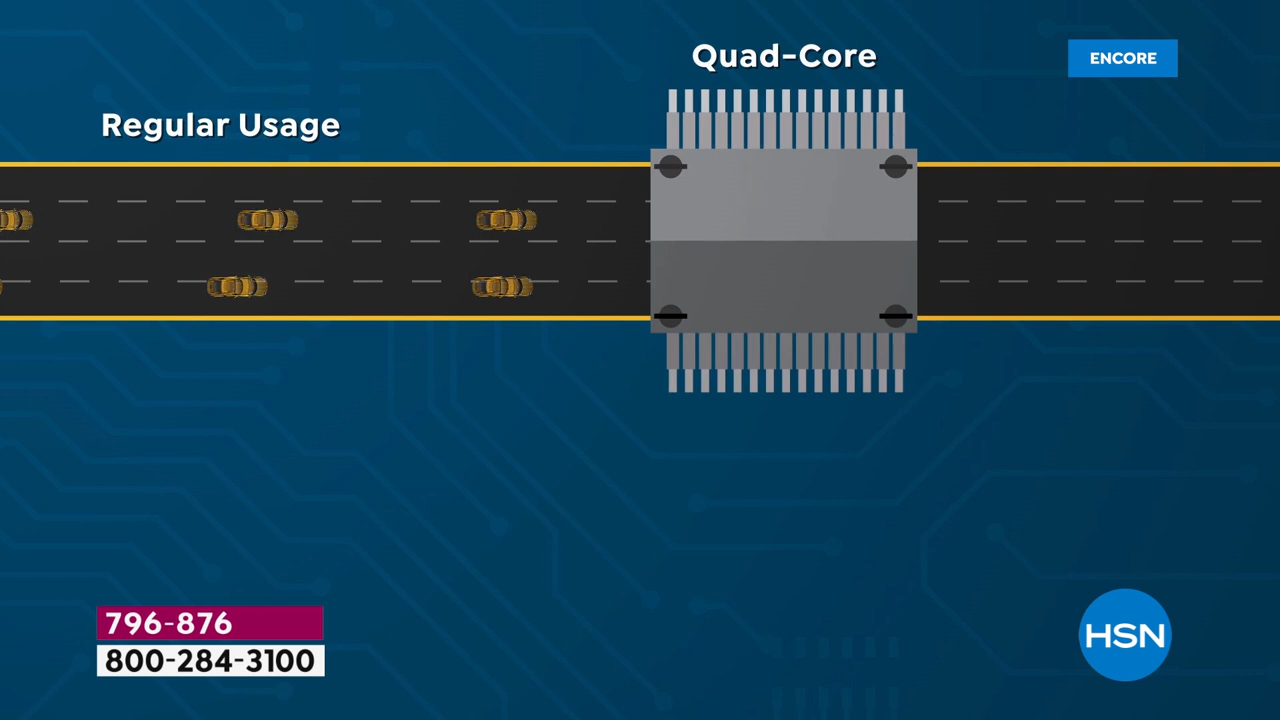 Quad-Core
ENCORE
Regular Usage
796-876
800-284-3100
HSN